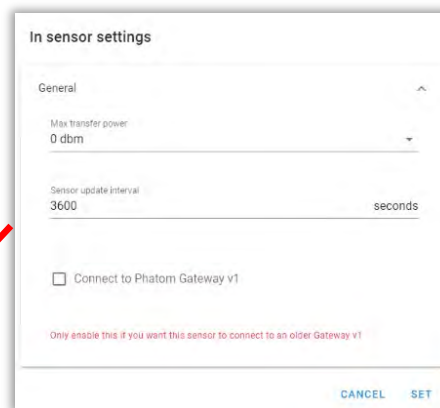 In sensor settings
General
Max transfer power
0 dbm
Sensor update interval
3600 seconds
Connect to Phatom Gateway v1
Only enable this if you want this sensor to connect to an older Gateway v1
CANCEL SET